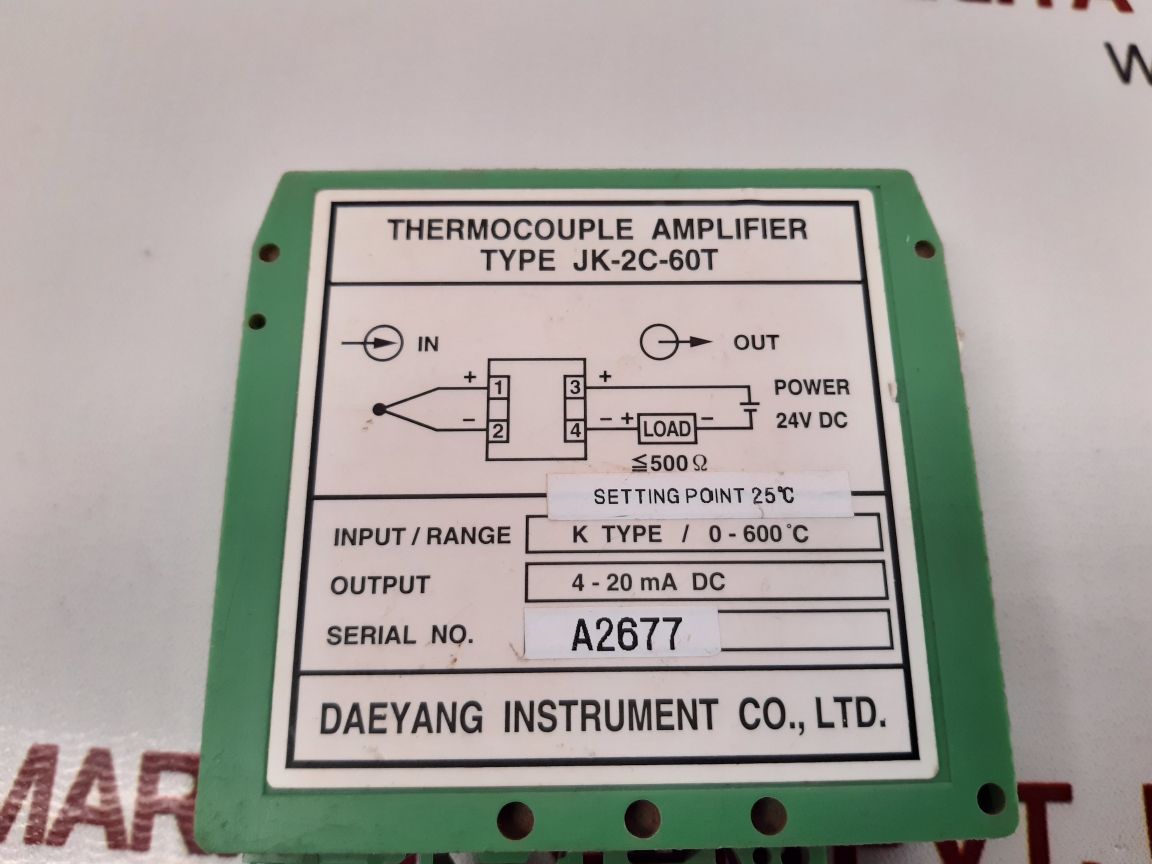 THERMOCOUPLE AMPLIFIER
TYPE JK-2C-60T
IN
OUT
+ 1 3 +
POWER
24V DC
- 2 4 - + LOAD -
≦500Ω
SETTING POINT 25℃
INPUT / RANGE K TYPE / 0 - 600 °C
OUTPUT 4 - 20 mA DC
SERIAL NO. A2677
DAEYANG INSTRUMENT CO., LTD.